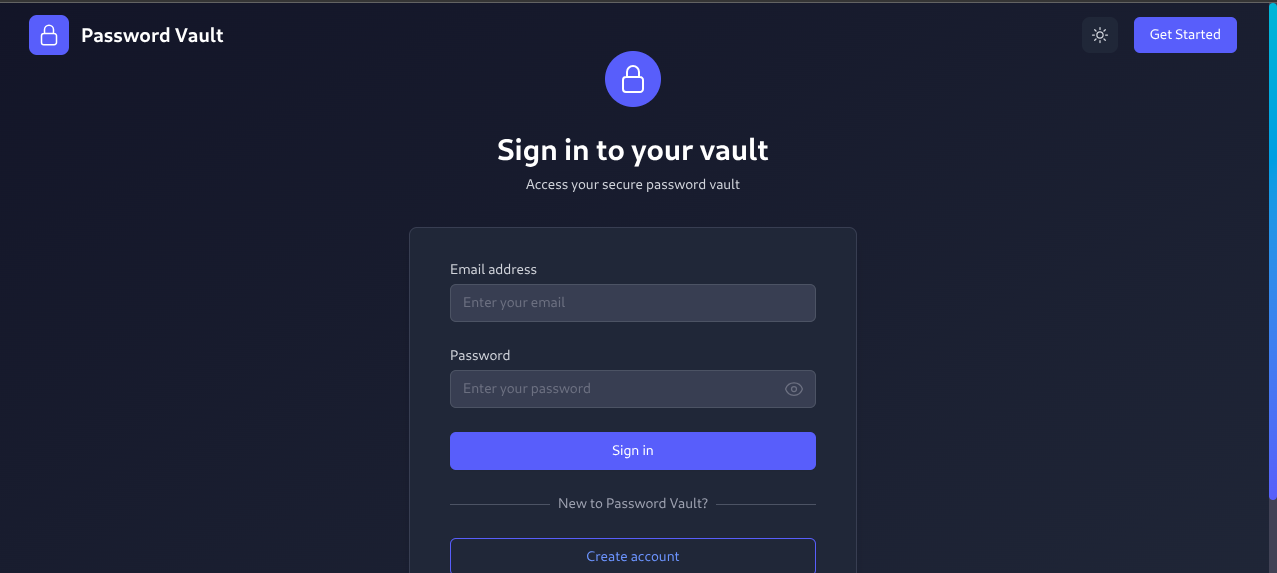 Password Vault
Get Started
Sign in to your vault
Access your secure password vault
Email address
Enter your email
Password
Enter your password
Sign in
New to Password Vault?
Create account